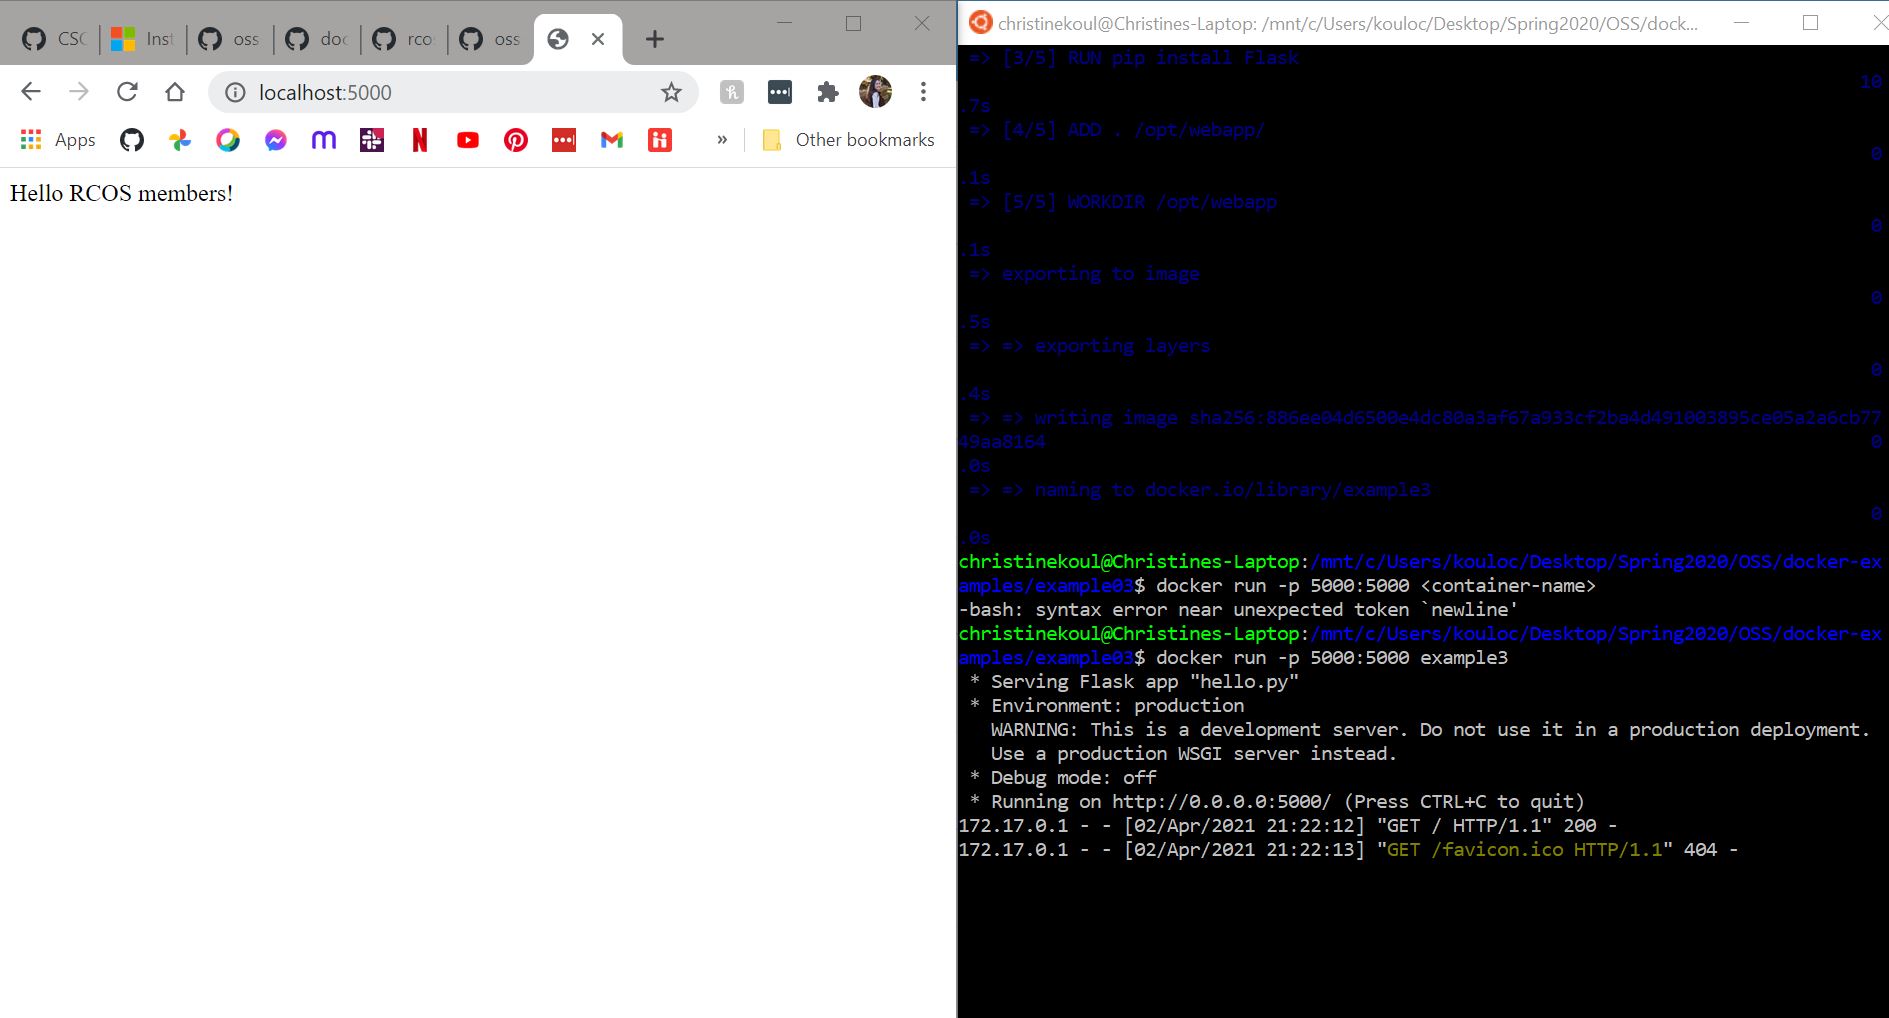 CSC
Inst
oss
doc
rco
oss
localhost:5000
Apps
Other bookmarks
Hello RCOS members!
christinekoul@Christines-Laptop: /mnt/c/Users/kouloc/Desktop/Spring2020/OSS/dock...
=> [3/5] RUN pip install Flask
10
.7s
=> [4/5] ADD . /opt/webapp/
0
.1s
=> [5/5] WORKDIR /opt/webapp
0
.1s
=> exporting to image
0
.5s
=> => exporting layers
0
.4s
=> => writing image sha256:886ee04d6500e4dc80a3af67a933cf2ba4d491003895ce05a2a6cb77
49aa8164 0
.0s
=> => naming to docker.io/library/example3
0
.0s
christinekoul@Christines-Laptop:/mnt/c/Users/kouloc/Desktop/Spring2020/OSS/docker-ex
amples/example03$ docker run -p 5000:5000 <container-name>
-bash: syntax error near unexpected token `newline'
christinekoul@Christines-Laptop:/mnt/c/Users/kouloc/Desktop/Spring2020/OSS/docker-ex
amples/example03$ docker run -p 5000:5000 example3
* Serving Flask app "hello.py"
* Environment: production
WARNING: This is a development server. Do not use it in a production deployment.
Use a production WSGI server instead.
* Debug mode: off
* Running on http://0.0.0.0:5000/ (Press CTRL+C to quit)
172.17.0.1 - - [02/Apr/2021 21:22:12] "GET / HTTP/1.1" 200 -
172.17.0.1 - - [02/Apr/2021 21:22:13] "GET /favicon.ico HTTP/1.1" 404 -